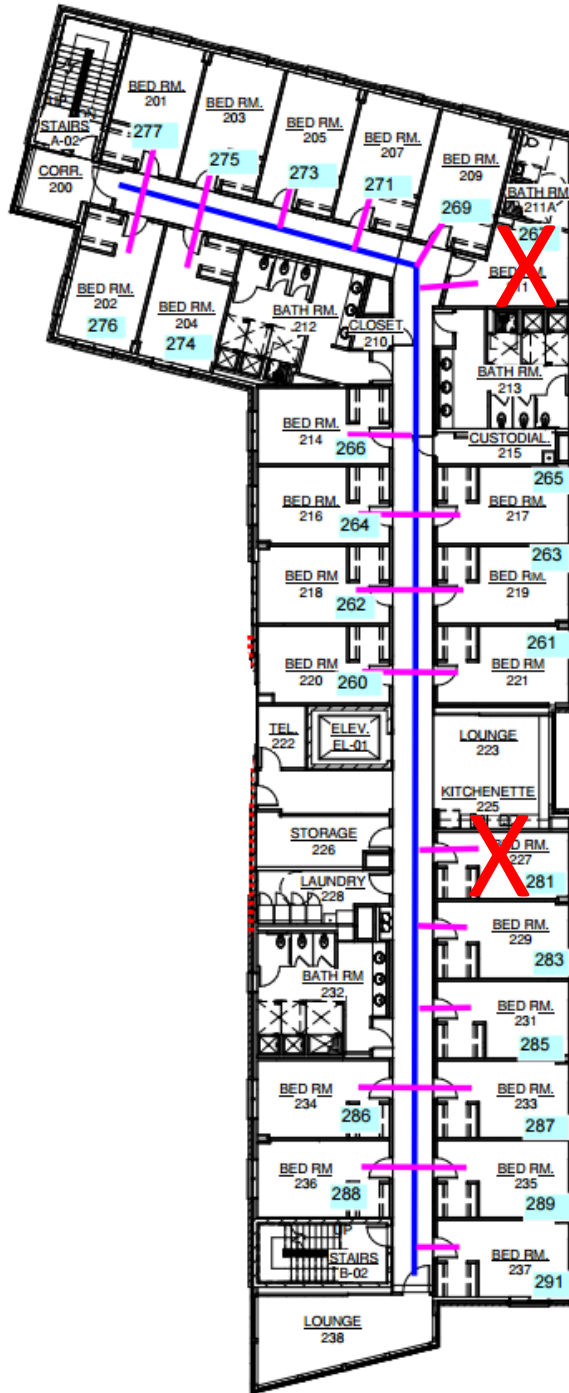 BED RM.
201
277
BED RM.
203
275
BED RM.
205
273
BED RM.
207
271
BED RM.
209
269
UP
STAIRS
A-02
CORR.
200
BATH RM
211A
BED RM.
202
276
BED RM.
204
274
BATH RM.
212
CLOSET
210
BATH RM.
213
CUSTODIAL.
215
BED RM.
214
266
BED RM
216
264
265
BED RM.
217
BED RM
218
262
263
BED RM.
219
BED RM
220
260
261
BED RM
221
TEL.
222
ELEV.
EL-01
LOUNGE
223
KITCHENETTE
225
STORAGE
226
RM.
227
281
LAUNDRY
228
BED RM.
229
283
BATH RM
232
BED RM.
231
285
BED RM
234
286
BED RM.
233
287
BED RM
236
288
BED RM.
235
289
UP
STAIRS
B-02
BED RM.
237
291
LOUNGE
238